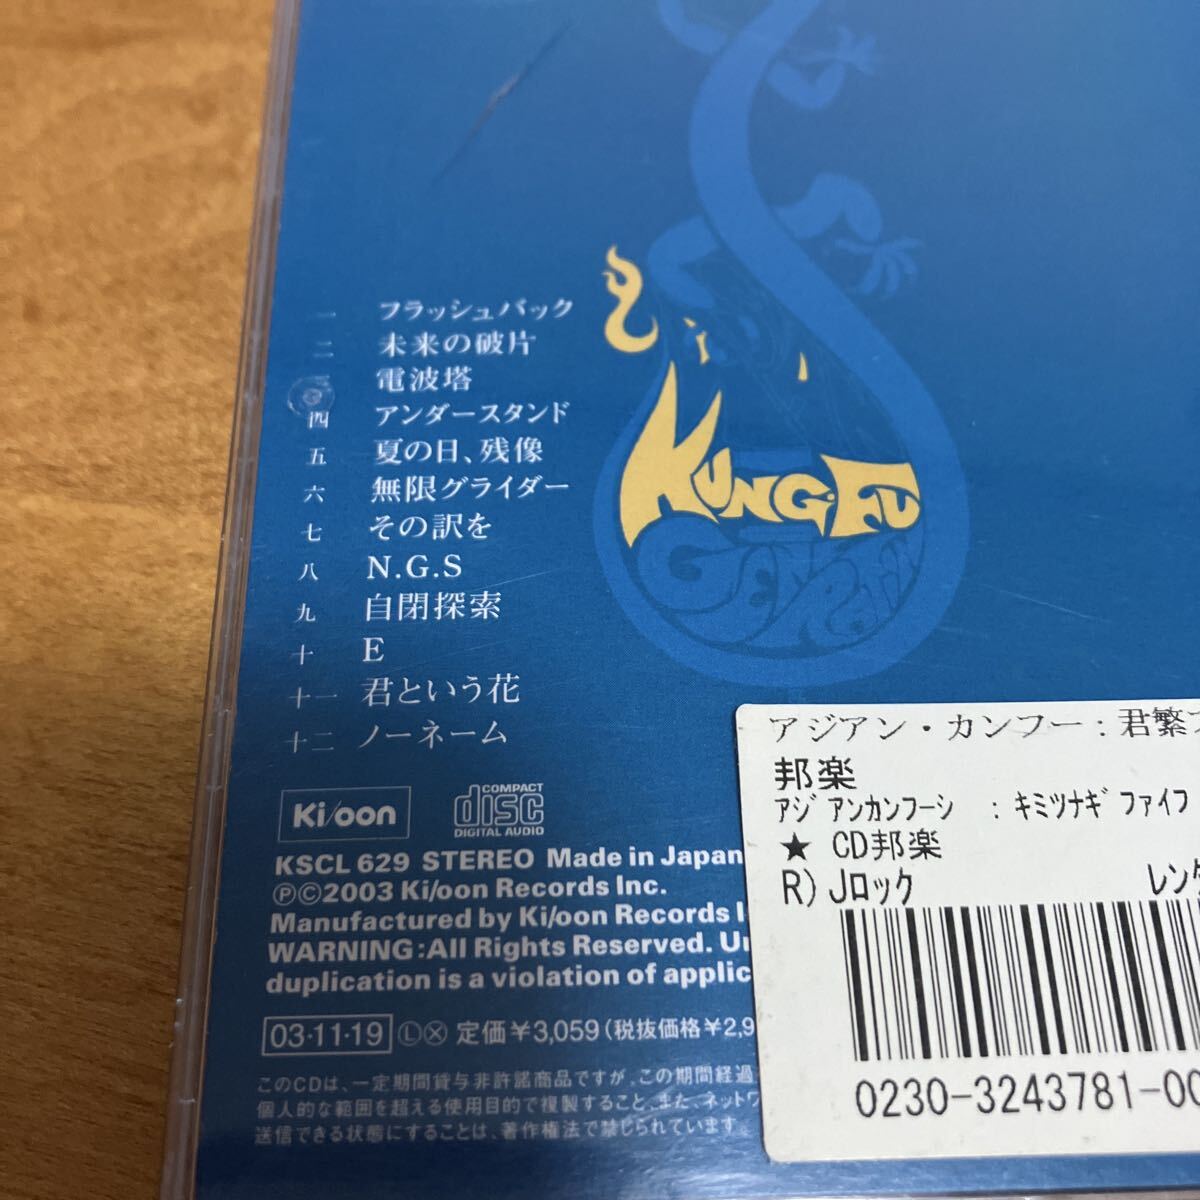 一 フラッシュバック
二 未来の破片
電波塔
四 アンダースタンド
五 夏の日、残像
六 無限グライダー
七 その訳を
八 N.G.S
九 自閉探索
十 E
十一 君という花
十二 ノーネーム
KUNG-FU
GENERATION
Ki/oon
COMPACT
disc
DIGITAL AUDIO
KSCL 629 STEREO Made in Japan
Ⓟ©2003 Ki/oon Records Inc.
Manufactured by Ki/oon Records I
WARNING:All Rights Reserved. Un
duplication is a violation of applic
03·11·19 Ⓛ 定価¥3,059(税抜価格¥2,9
このCDは、一定期間貸与非許諾商品ですが、この期間経過
個人的な範囲を超える使用目的で複製すること、また、ネットワ
送信できる状態にすることは、著作権法で禁じられています。
アジアン・カンフー:君繋
邦楽
アジアンカンフーシ :キミツナギファイフ
★ CD邦楽
R)Jロック レンタ
0230-3243781-00